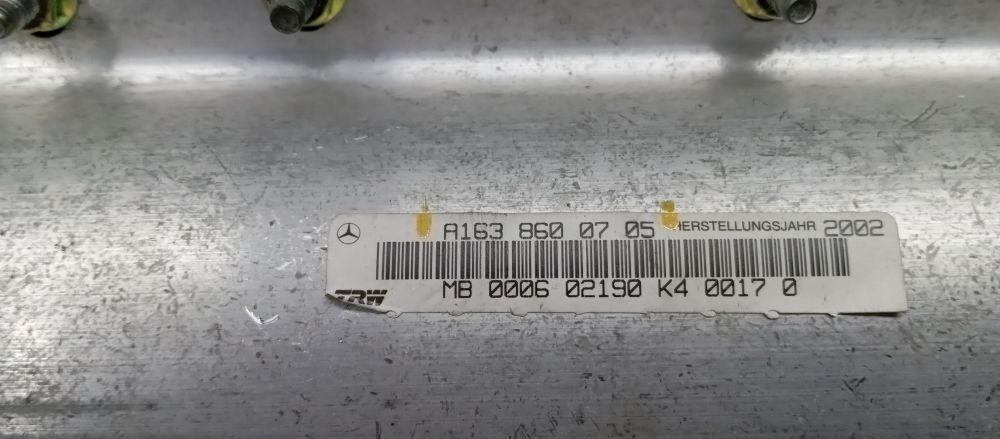 A163 860 07 05 HERSTELLUNGSJAHR 2002
MB 0006 02190 K4 0017 0
TRW